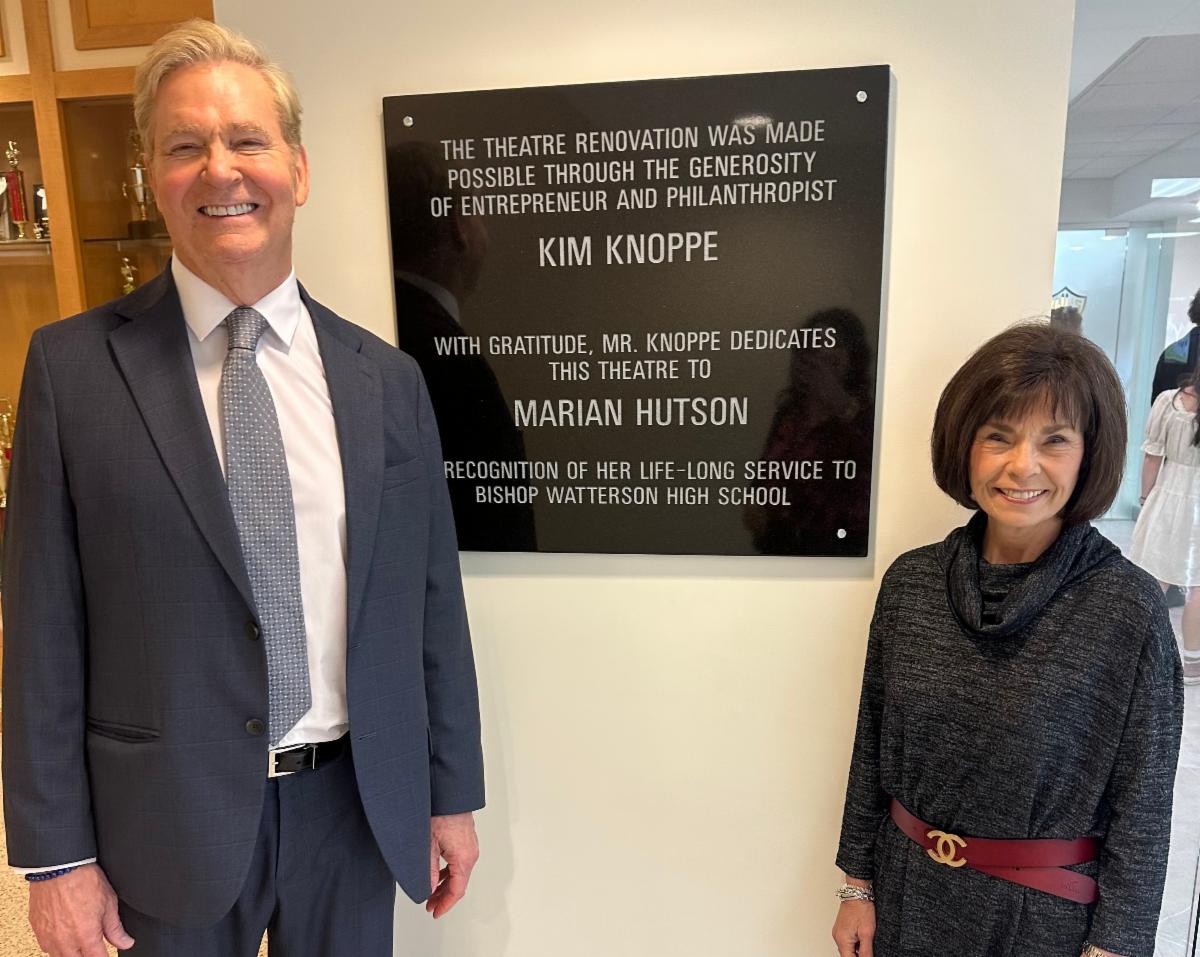 THE THEATRE RENOVATION WAS MADE
POSSIBLE THROUGH THE GENEROSITY
OF ENTREPRENEUR AND PHILANTHROPIST
KIM KNOPPE
WITH GRATITUDE, MR. KNOPPE DEDICATES
THIS THEATRE TO
MARIAN HUTSON
RECOGNITION OF HER LIFE-LONG SERVICE TO
BISHOP WATTERSON HIGH SCHOOL